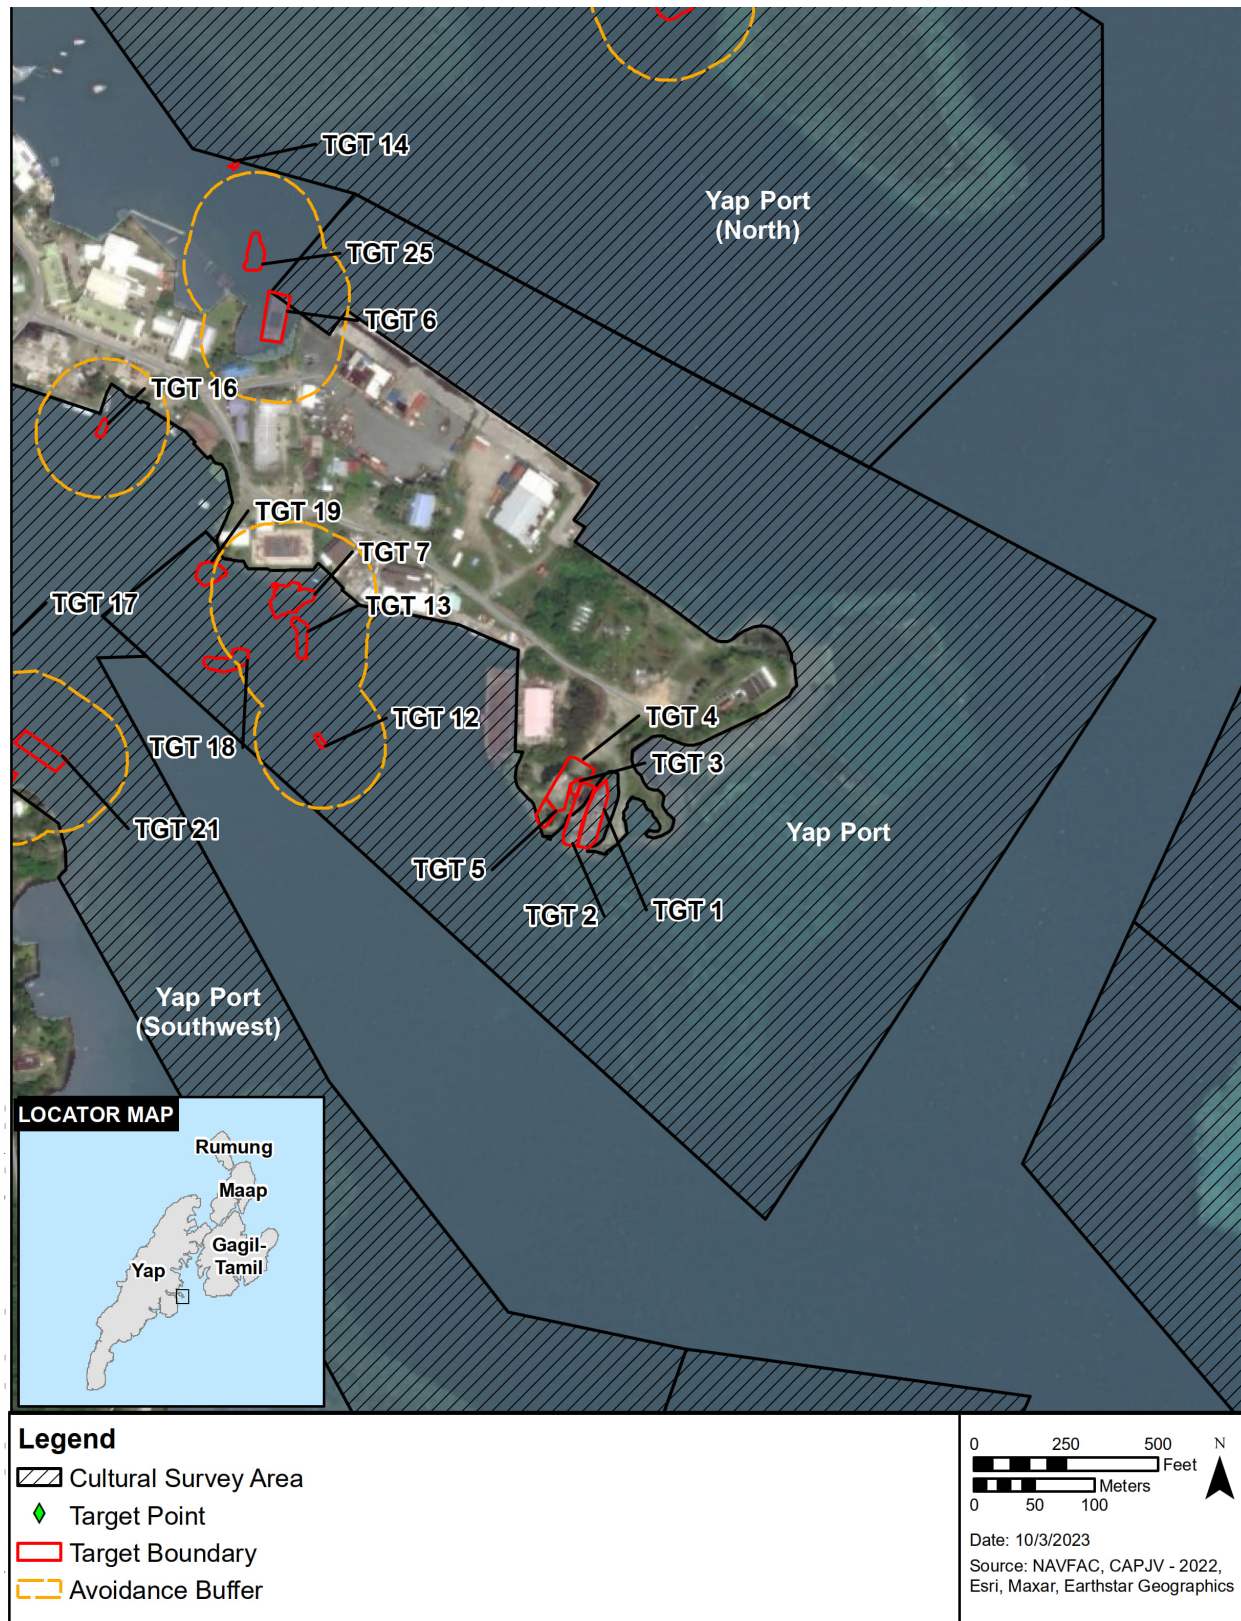 TGT 14
Yap Port
(North)
TGT 25
TGT 6
TGT 16
TGT 19
TGT 7
TGT 17
TGT 13
TGT 12
TGT 4
TGT 18
TGT 3
TGT 21
Yap Port
TGT 5
TGT 2
TGT 1
Yap Port
(Southwest)
LOCATOR MAP
Rumung
Maap
Gagil-
Tamil
Yap
Legend
Cultural Survey Area
Target Point
Target Boundary
Avoidance Buffer
0 250 500
Feet
Meters
0 50 100
N
Date: 10/3/2023
Source: NAVFAC, CAPJV - 2022,
Esri, Maxar, Earthstar Geographics